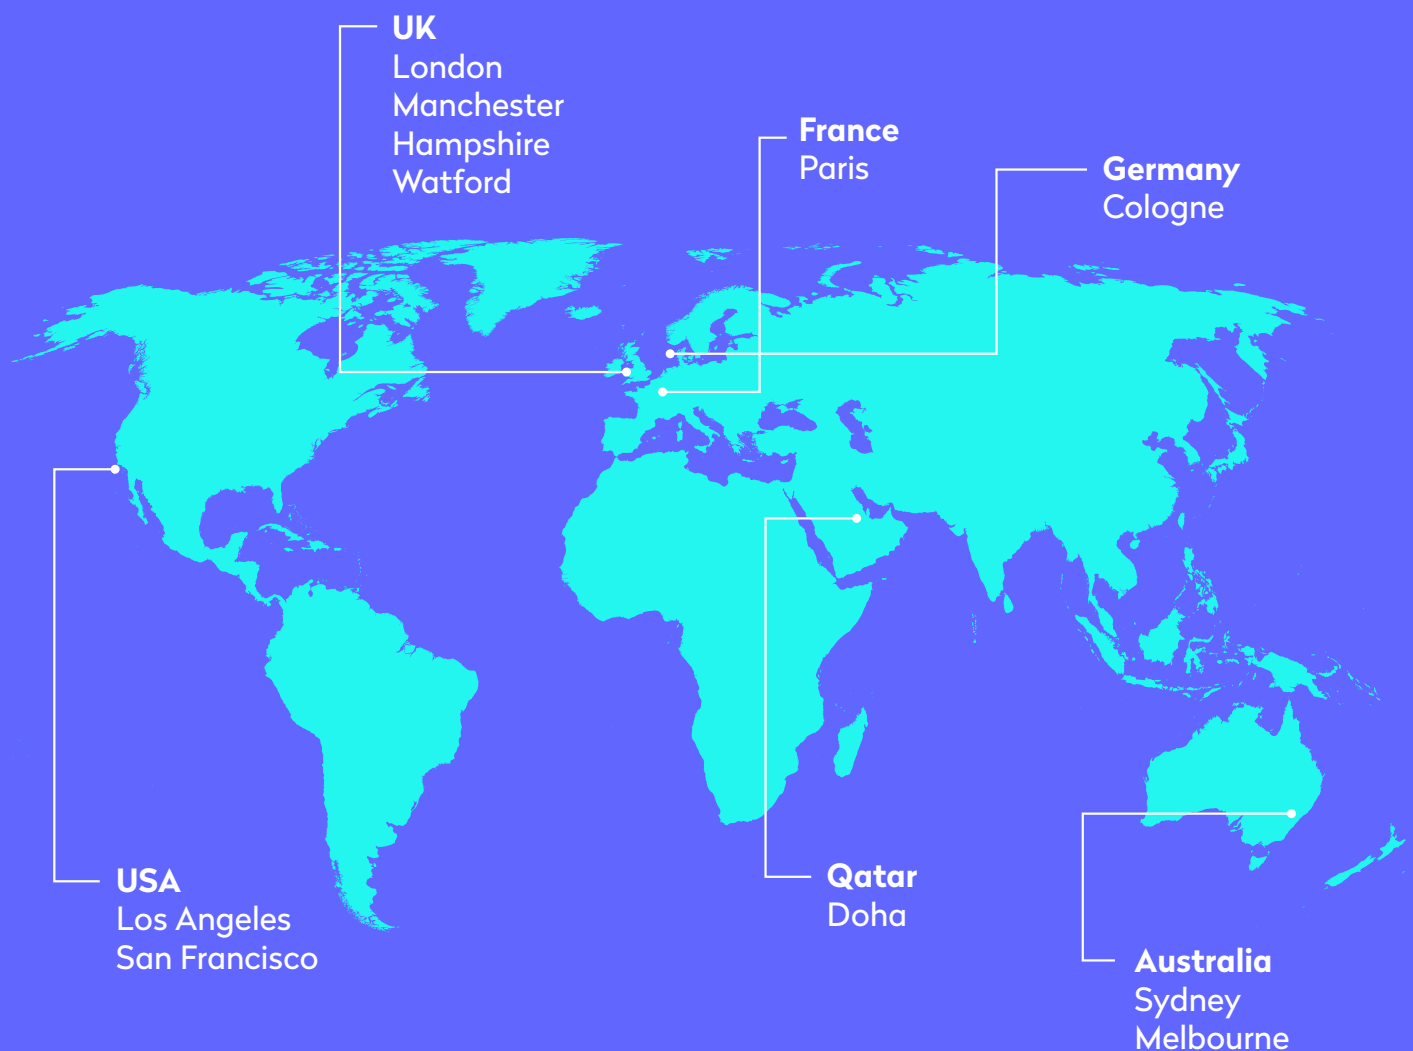 UK
London
Manchester
Hampshire
Watford
France
Paris
Germany
Cologne
USA
Los Angeles
San Francisco
Qatar
Doha
Australia
Sydney
Melbourne